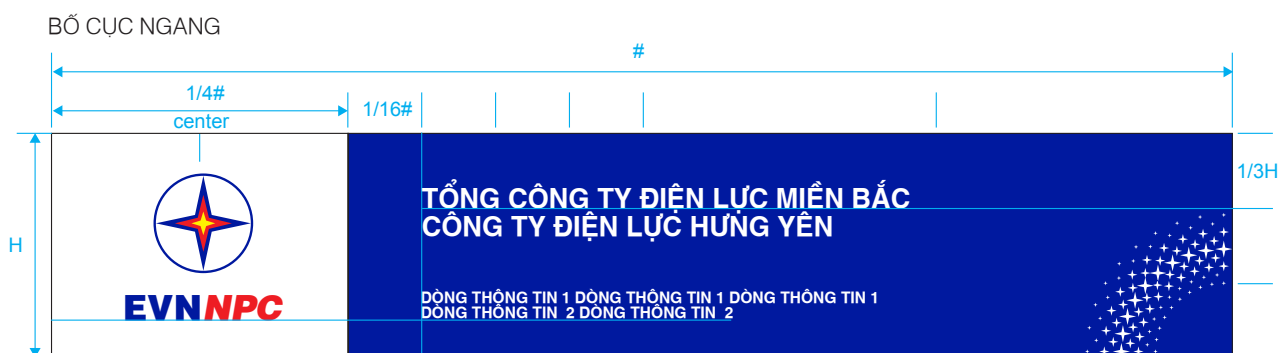 BỐ CỤC NGANG
#
1/4#
1/16#
center
1/3H
TỔNG CÔNG TY ĐIỆN LỰC MIỀN BẮC
CÔNG TY ĐIỆN LỰC HƯNG YÊN
H
EVNNPC
DÒNG THÔNG TIN 1 DÒNG THÔNG TIN 1 DÒNG THÔNG TIN 1
DÒNG THÔNG TIN 2 DÒNG THÔNG TIN 2